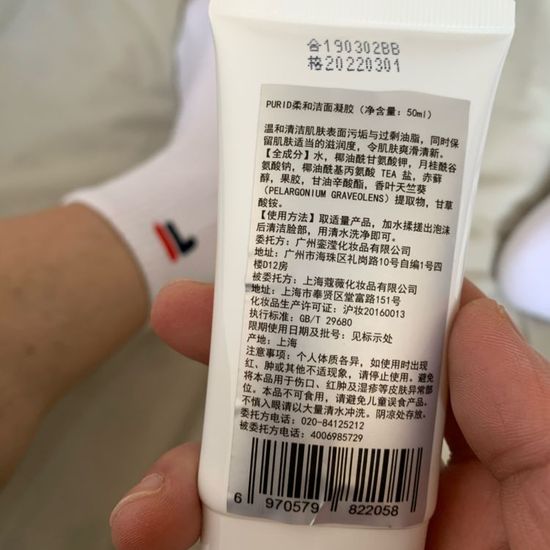 合190302BB
格20220301
PURID柔和洁面凝胶（净含量：50ml）
温和清洁肌肤表面污垢与过剩油脂，同时保
留肌肤适当的滋润度，令肌肤爽滑清新。
【全成分】水，椰油酰甘氨酸钾，月桂酰谷
氨酸钠，椰油酰基丙氨酸 TEA 盐，赤藓
醇，果胶，甘油辛酸酯，香叶天竺葵
(PELARGONIUM GRAVEOLENS) 提取物，甘草
酸铵。
【使用方法】取适量产品，加水揉搓出泡沫
后清洁脸部，用清水洗净即可。
委托方：广州銮滢化妆品有限公司
地址：广州市海珠区礼岗路10号自编1号四
楼D12房
被委托方：上海蔻薇化妆品有限公司
地址：上海市奉贤区堂富路151号
化妆品生产许可证：沪妆20160013
执行标准：GB/T 29680
限期使用日期及批号：见标示处
产地：上海
注意事项：个人体质各异，如使用时出现
红、肿或其他不适现象，请停止使用。避免
将本品用于伤口、红肿及湿疹等皮肤异常部
位。本品不可食用，请避免儿童误食产品。
不慎入眼请以大量清水冲洗。阴凉处存放。
委托方电话：020-84125212
被委托方电话：4006985729
6 970579 822058